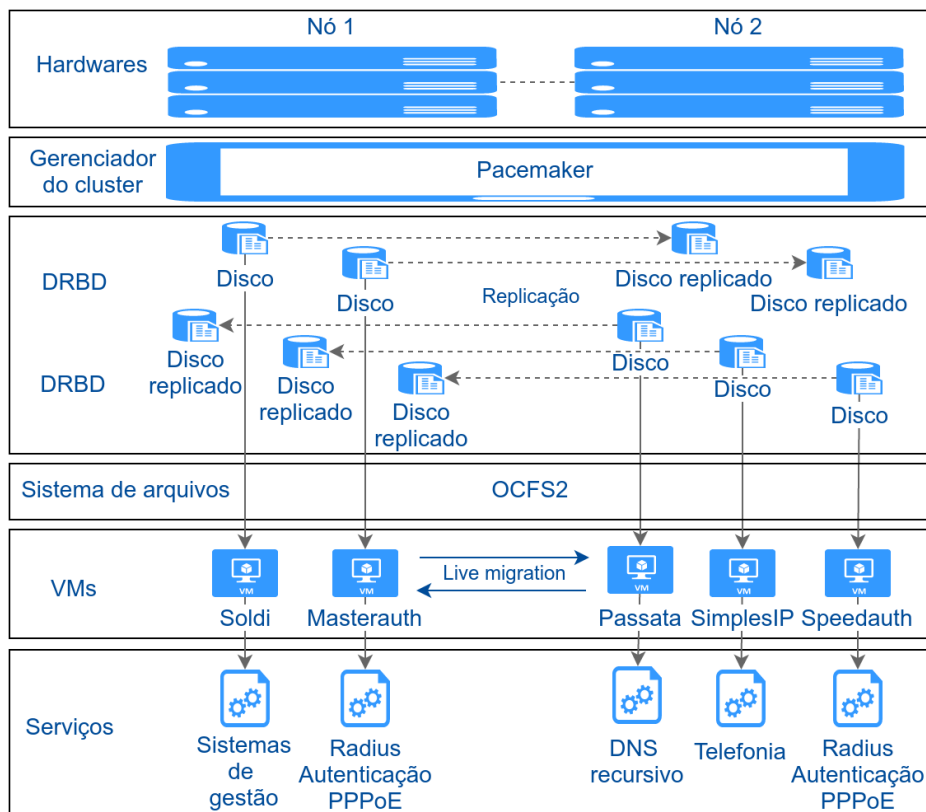 Nó 1
Nó 2
Hardwares
Gerenciador
do cluster
Pacemaker
DRBD
Disco
Disco
Disco replicado
Disco replicado
Replicação
DRBD
Disco
replicado
Disco
replicado
Disco
replicado
Disco
Disco
Disco
Sistema de arquivos
OCFS2
VMs
VM
VM
Live migration
VM
VM
VM
Soldi
Masterauth
Passata
SimplesIP
Speedauth
Serviços
Sistemas
de
gestão
Radius
Autenticação
PPPoE
DNS
recursivo
Telefonia
Radius
Autenticação
PPPoE